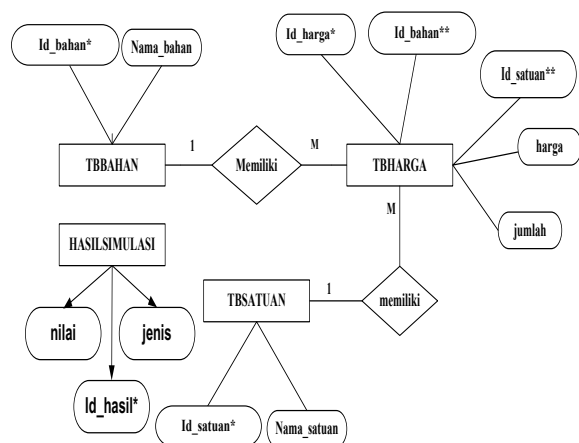 Id_harga*
Id_bahan**
Id_bahan*
Nama_bahan
Id_satuan**
1
M
TBBAHAN
Memiliki
TBHARGA
harga
M
jumlah
HASILSIMULASI
TBSATUAN
1
memiliki
nilai
jenis
Id_hasil*
Id_satuan*
Nama_satuan